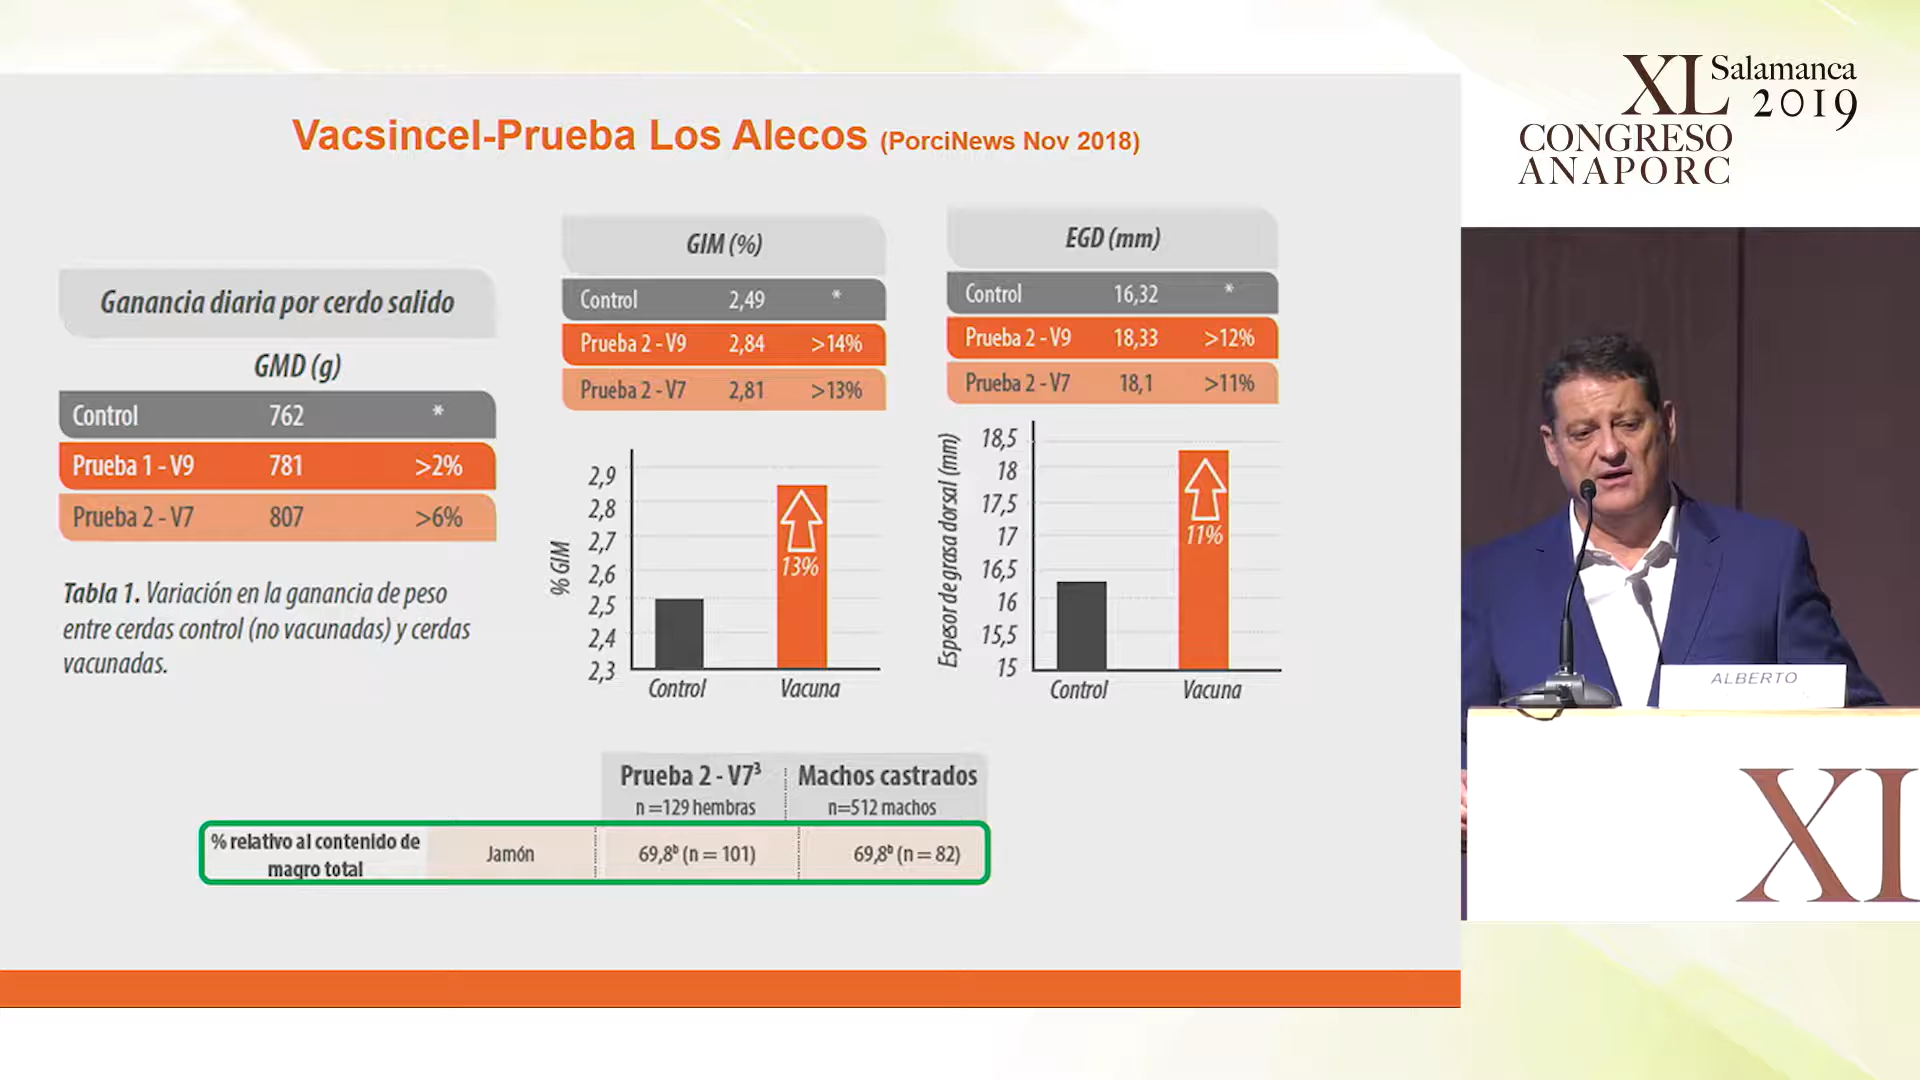 Vacsincel-Prueba Los Alecos (PorciNews Nov 2018)
Ganancia diaria por cerdo salido
GMD (g)
Control 762 *
Prueba 1 - V9 781 >2%
Prueba 2 - V7 807 >6%
Tabla 1. Variación en la ganancia de peso
entre cerdas control (no vacunadas) y cerdas
vacunadas.
GIM (%)
Control 2,49 *
Prueba 2 - V9 2,84 >14%
Prueba 2 - V7 2,81 >13%
% GIM
2,9
2,8
2,7
2,6
2,5
2,4
2,3
13%
Control Vacuna
EGD (mm)
Control 16,32 *
Prueba 2 - V9 18,33 >12%
Prueba 2 - V7 18,1 >11%
Espesor de grasa dorsal (mm)
18,5
18
17,5
17
16,5
16
15,5
15
11%
Control Vacuna
Prueba 2 - V7³ Machos castrados
n =129 hembras n=512 machos
% relativo al contenido de
magro total
Jamón 69,8ᵇ (n = 101) 69,8ᵇ (n = 82)
XL Salamanca
2019
CONGRESO
ANAPORC
ALBERTO
XL